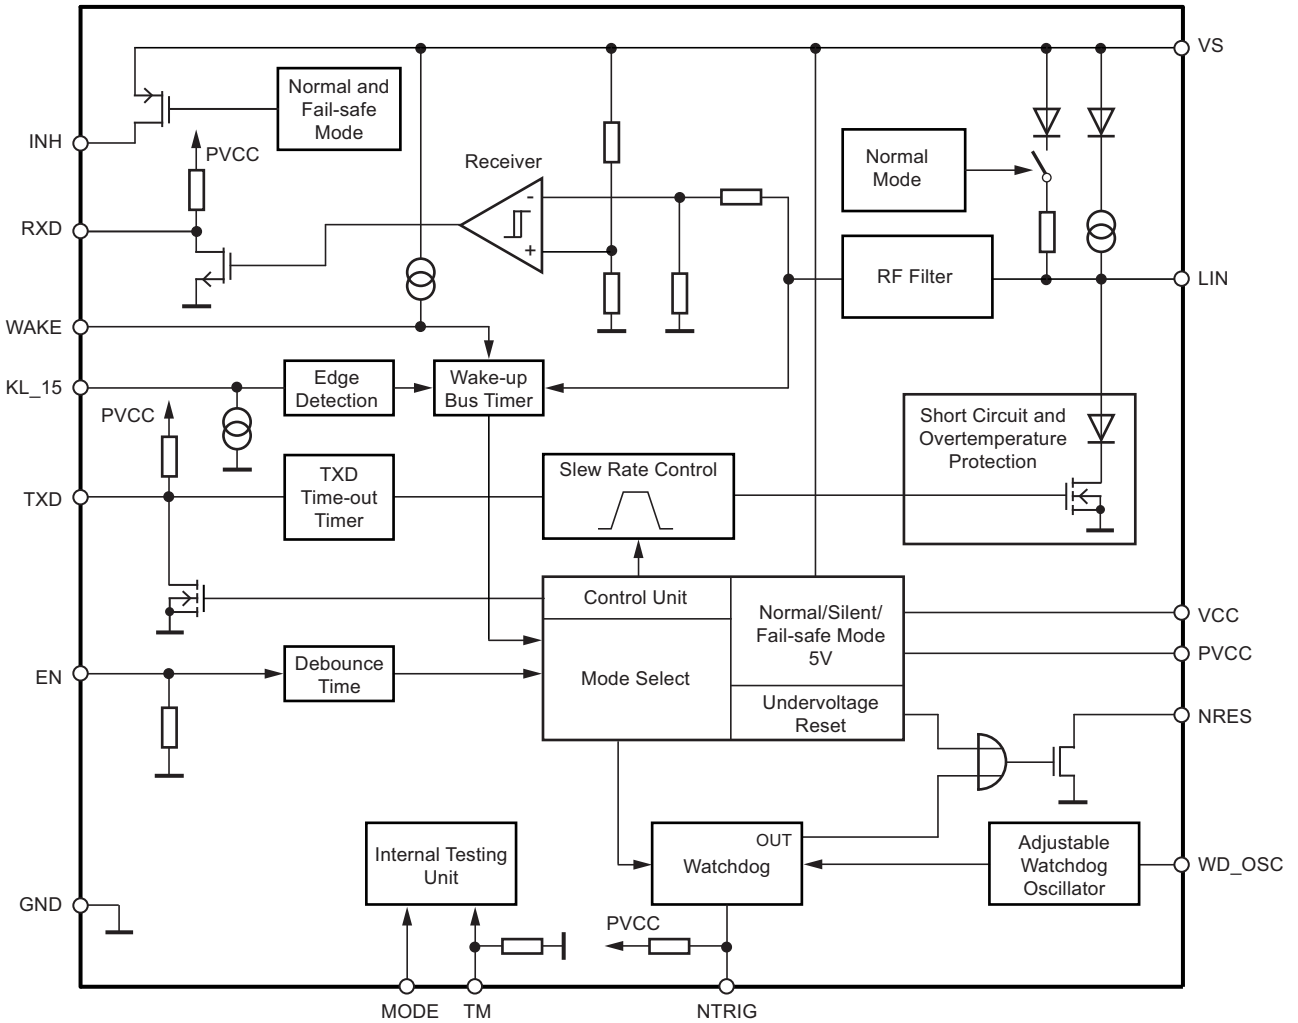 VS
Normal and
Fail-safe
Mode
INH
PVCC
Receiver
Normal
Mode
-
RXD
+
RF Filter
LIN
WAKE
KL_15
Edge
Detection
Wake-up
Bus Timer
PVCC
Short Circuit and
Overtemperature
Protection
TXD
TXD
Time-out
Timer
Slew Rate Control
Control Unit
Normal/Silent/
Fail-safe Mode
5V
VCC
PVCC
EN
Debounce
Time
Mode Select
Undervoltage
Reset
NRES
Internal Testing
Unit
OUT
Watchdog
Adjustable
Watchdog
Oscillator
WD_OSC
GND
PVCC
MODE
TM
NTRIG